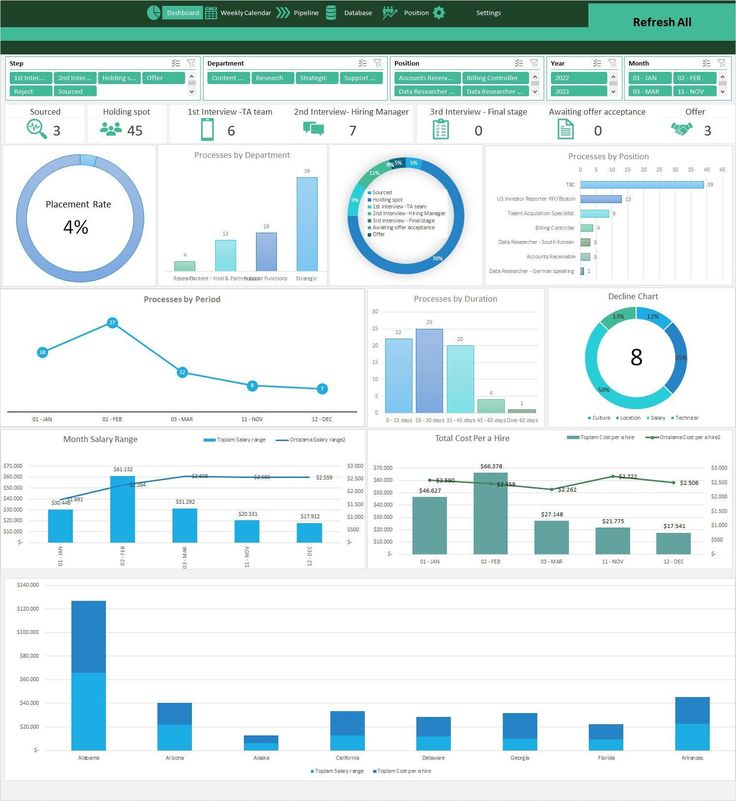 Dashboard Weekly Calendar Pipeline Database Position Settings Refresh All
Step Department Position Year Month
1st Inter... 2nd Inter... Holding s... Offer Content ... Research Strategic Support ... Accounts Receiv... Billing Controller 2022 01 - JAN 02 - FEB
Reject Sourced Data Researcher ... Data Researcher ... 2023 03 - MAR 11 - NOV
Sourced Holding spot 1st Interview -TA team 2nd Interview- Hiring Manager 3rd Interview - Final stage Awaiting offer acceptance Offer
3 45 6 7 0 0 3
Placement Rate
4%
Processes by Department
39
16
13
4
Research Content - Intel & Partner Support Functions Strategic
5% 5%
11%
9%
70%
Sourced
Holding spot
1st Interview -TA team
2nd Interview- Hiring Manager
3rd Interview - Final stage
Awaiting offer acceptance
Offer
Processes by Position
0 5 10 15 20 25 30 35 40 45
TBC 39
US Investor Reporter -NY/Boston 13
Talent Acquisition Specialist 9
Billing Controller 4
Data Researcher - South Korean 3
Accounts Receivable 3
Data Researcher - German speaking 1
Processes by Period
18 27 12 8 7
01 - JAN 02 - FEB 03 - MAR 11 - NOV 12 - DEC
Processes by Duration
30
25
20
15
10
5
0
22 25 20 4 1
0 - 15 days 16 - 30 days 31 - 45 days 45 - 60 days Over 60 days
Decline Chart
13% 12%
25%
50%
8
Culture Location Salary Technical
Month Salary Range
Toplam Salary range Ortalama Salary range2
$70.000
$60.000
$50.000
$40.000
$30.000
$20.000
$10.000
$-
$30.446 $1.691
$61.132 $2.264
$31.292 $2.608
$20.531 $2.566
$17.912 $2.559
$3.000
$2.500
$2.000
$1.500
$1.000
$500
$-
01 - JAN 02 - FEB 03 - MAR 11 - NOV 12 - DEC
Total Cost Per a Hire
Toplam Cost per a hire Ortalama Cost per a hire2
$70.000
$60.000
$50.000
$40.000
$30.000
$20.000
$10.000
$-
$46.627 $2.590
$66.378 $2.458
$27.148 $2.262
$21.775 $2.722
$17.541 $2.506
$3.000
$2.500
$2.000
$1.500
$1.000
$500
$-
01 - JAN 02 - FEB 03 - MAR 11 - NOV 12 - DEC
$140.000
$120.000
$100.000
$80.000
$60.000
$40.000
$20.000
$-
Alabama Arizona Alaska California Delaware Georgia Florida Arkansas
Toplam Salary range Toplam Cost per a hire